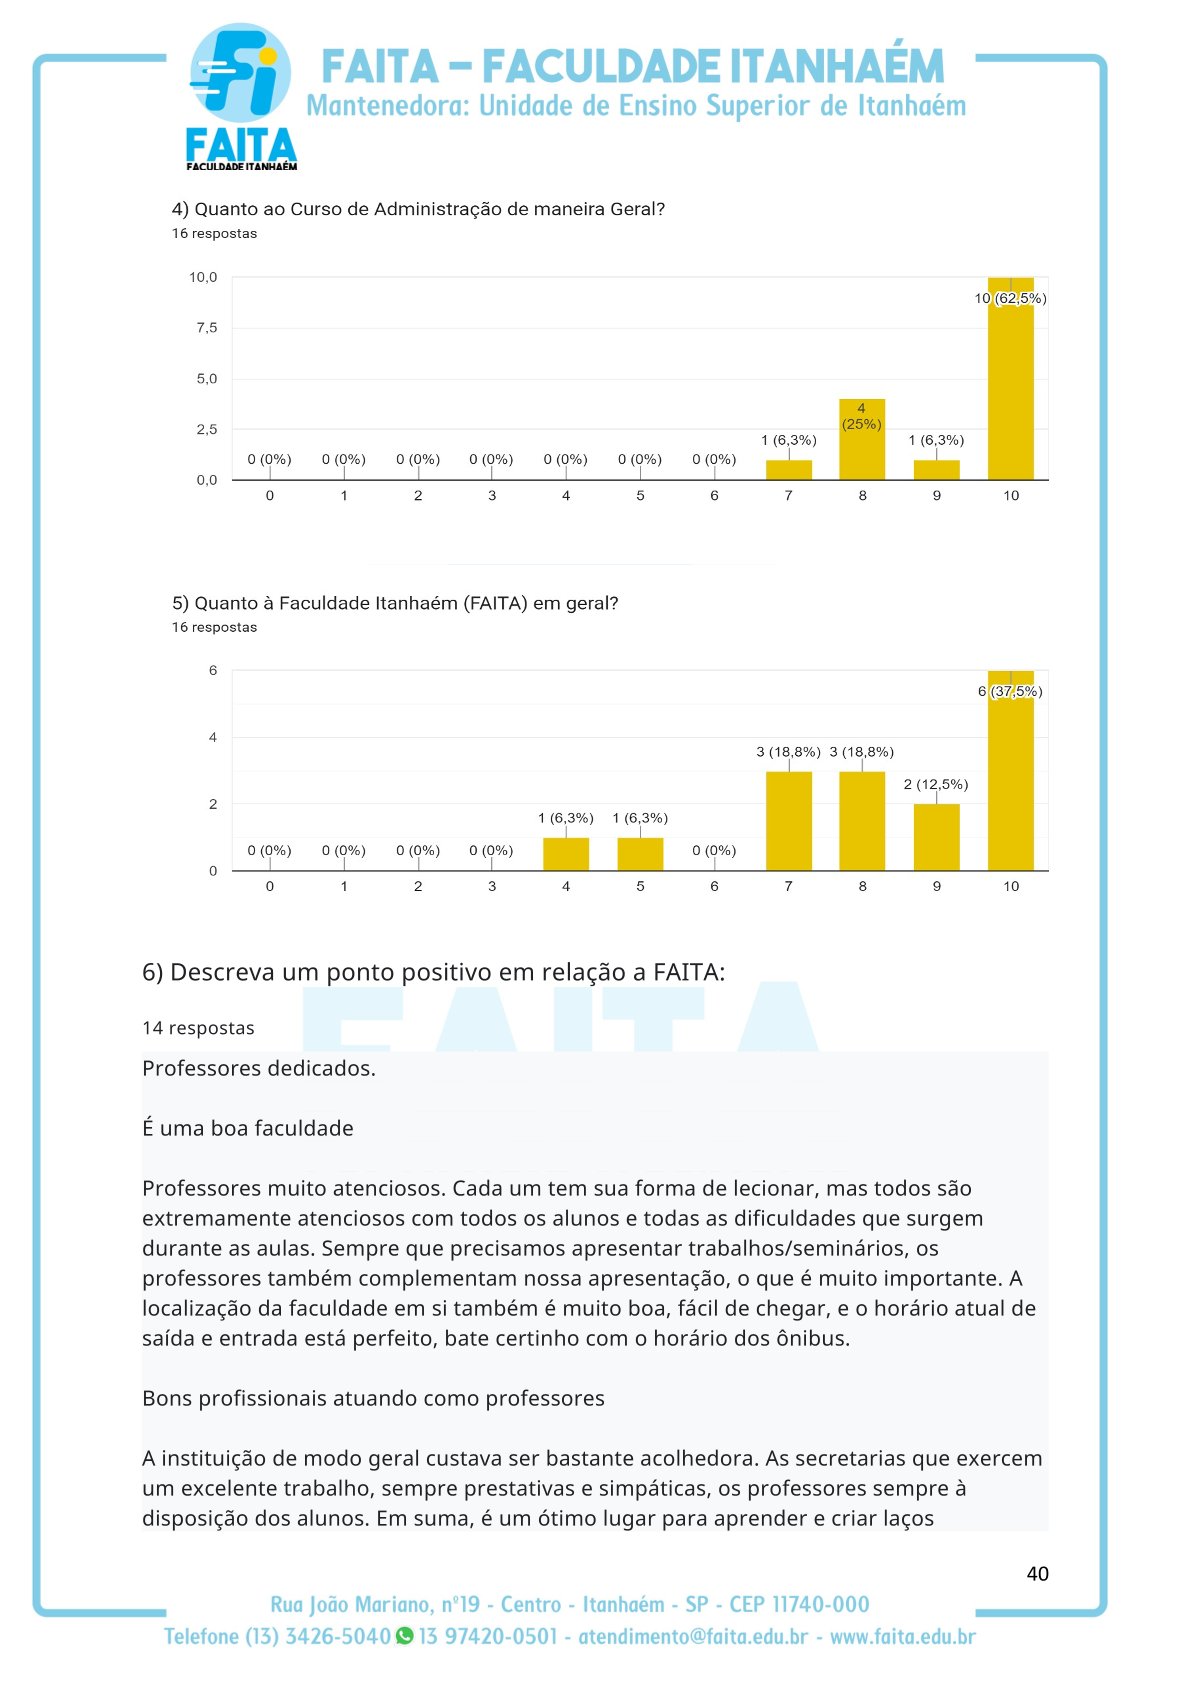 FAITA – FACULDADE ITANHAÉM
Mantenedora: Unidade de Ensino Superior de Itanhaém
FAITA
FACULDADE ITANHAÉM
4) Quanto ao Curso de Administração de maneira Geral?
16 respostas
10,0
7,5
5,0
2,5
0,0
0 (0%) 0 (0%) 0 (0%) 0 (0%) 0 (0%) 0 (0%) 0 (0%) 1 (6,3%) 4 (25%) 1 (6,3%) 10 (62,5%)
0 1 2 3 4 5 6 7 8 9 10
5) Quanto à Faculdade Itanhaém (FAITA) em geral?
16 respostas
6
4
2
0
0 (0%) 0 (0%) 0 (0%) 0 (0%) 1 (6,3%) 1 (6,3%) 0 (0%) 3 (18,8%) 3 (18,8%) 2 (12,5%) 6 (37,5%)
0 1 2 3 4 5 6 7 8 9 10
6) Descreva um ponto positivo em relação a FAITA:
FAITA
14 respostas
Professores dedicados.
É uma boa faculdade
Professores muito atenciosos. Cada um tem sua forma de lecionar, mas todos são
extremamente atenciosos com todos os alunos e todas as dificuldades que surgem
durante as aulas. Sempre que precisamos apresentar trabalhos/seminários, os
professores também complementam nossa apresentação, o que é muito importante. A
localização da faculdade em si também é muito boa, fácil de chegar, e o horário atual de
saída e entrada está perfeito, bate certinho com o horário dos ônibus.
Bons profissionais atuando como professores
A instituição de modo geral custava ser bastante acolhedora. As secretarias que exercem
um excelente trabalho, sempre prestativas e simpáticas, os professores sempre à
disposição dos alunos. Em suma, é um ótimo lugar para aprender e criar laços
40
Rua João Mariano, nº19 - Centro - Itanhaém - SP - CEP 11740-000
Telefone (13) 3426-5040 13 97420-0501 - atendimento@faita.edu.br - www.faita.edu.br